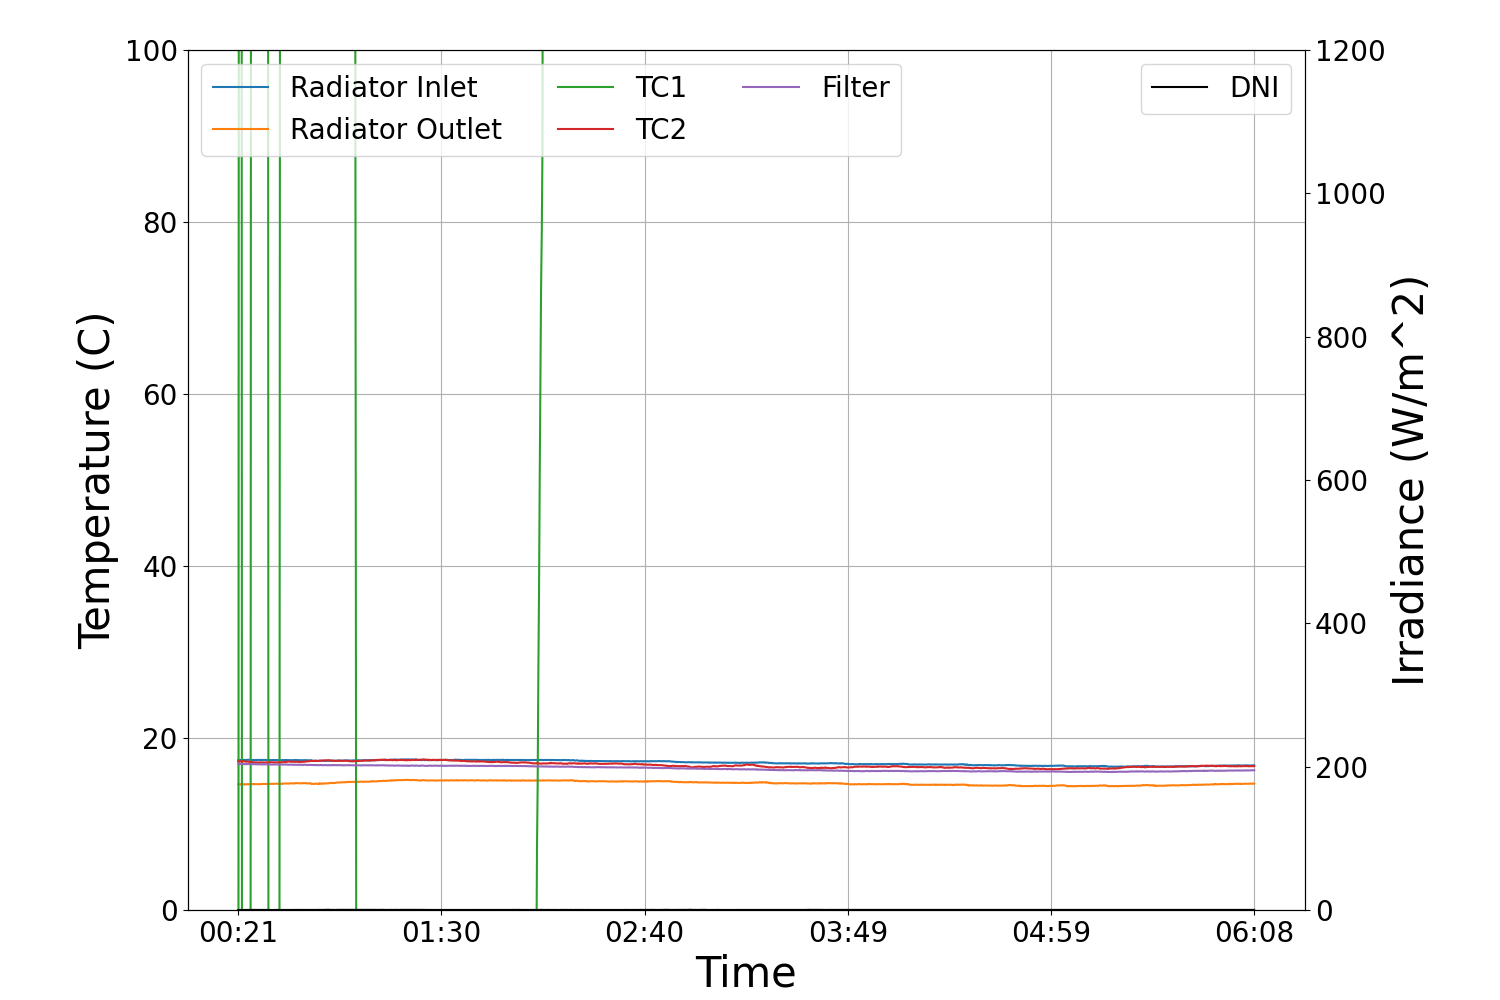 100
80
60
40
20
0
Temperature (C)
Radiator Inlet
Radiator Outlet
TC1
TC2
Filter
DNI
1200
1000
800
600
400
200
0
Irradiance (W/m^2)
00:21 01:30 02:40 03:49 04:59 06:08
Time